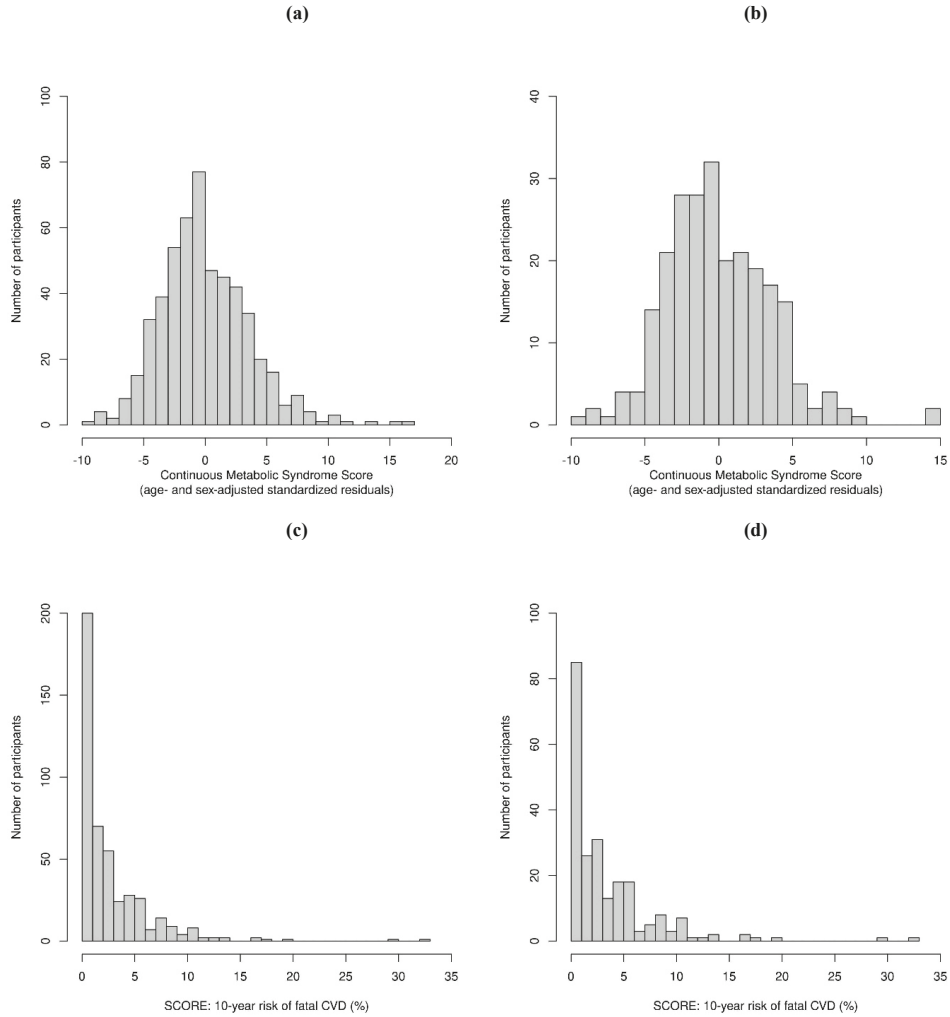 (a)
Number of participants
100
80
60
40
20
0
-10 -5 0 5 10 15 20
Continuous Metabolic Syndrome Score
(age- and sex-adjusted standardized residuals)
(b)
Number of participants
40
30
20
10
0
-10 -5 0 5 10 15
Continuous Metabolic Syndrome Score
(age- and sex-adjusted standardized residuals)
(c)
Number of participants
200
150
100
50
0
0 5 10 15 20 25 30 35
SCORE: 10-year risk of fatal CVD (%)
(d)
Number of participants
100
80
60
40
20
0
0 5 10 15 20 25 30 35
SCORE: 10-year risk of fatal CVD (%)